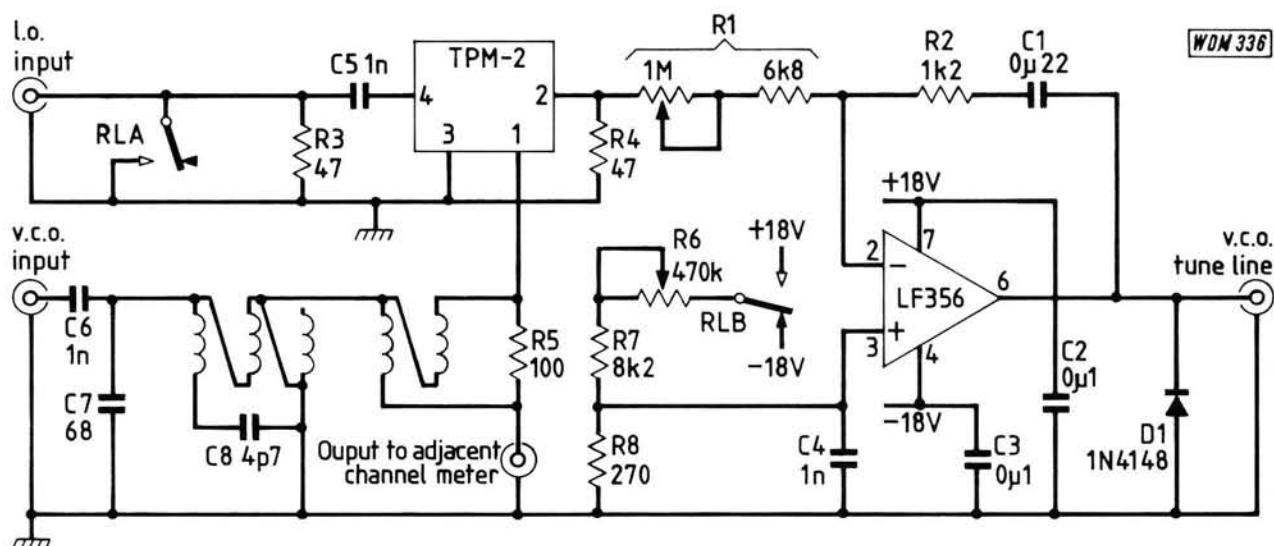 l.o.
input
RLA
R3
47
C5 1n
TPM-2
4
3
1
2
R4
47
R1
1M
6k8
R2
1k2
C1
0µ22
WDM 336
v.c.o.
input
C6
1n
C7
68
C8 4p7
R5
100
Ouput to adjacent
channel meter
R6
470k
RLB
+18V
-18V
R7
8k2
R8
270
C4
1n
+18V
2
7
-
LF356
6
+
3
4
-18V
C3
0µ1
C2
0µ1
D1
1N4148
v.c.o.
tune line